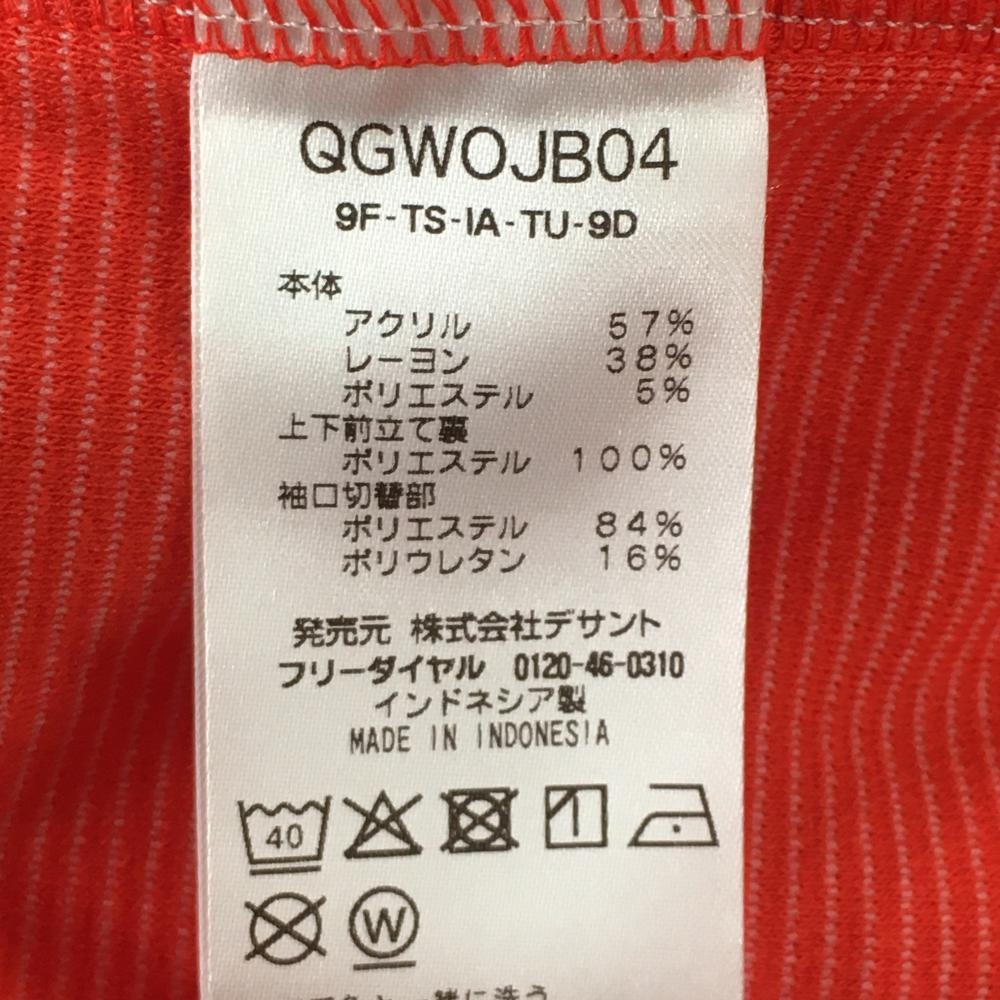 QGWOJB04
9F-TS-IA-TU-9D
本体
アクリル 57%
レーヨン 38%
ポリエステル 5%
上下前立て裏
ポリエステル 100%
袖口切替部
ポリエステル 84%
ポリウレタン 16%
発売元 株式会社デサント
フリーダイヤル 0120-46-0310
インドネシア製
MADE IN INDONESIA
40
W
緒に洗う